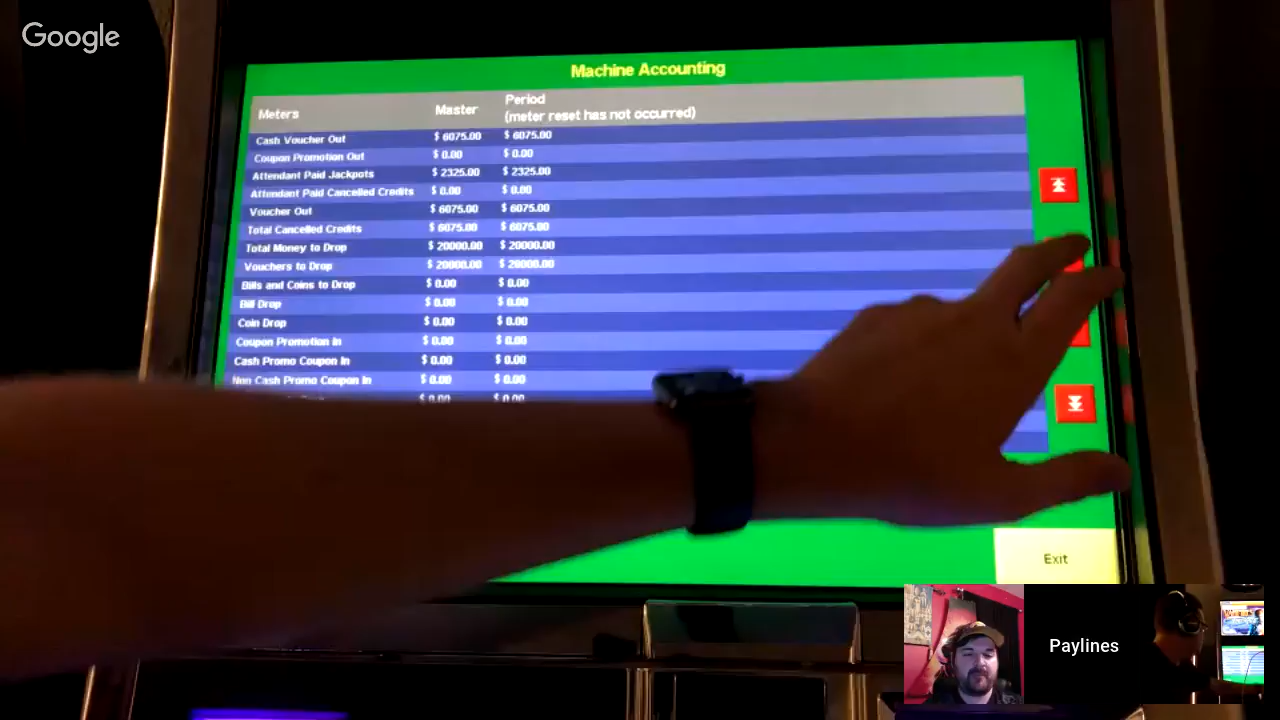 Google
Machine Accounting
Meters Master Period
(meter reset has not occurred)
Cash Voucher Out $ 6075.00 $ 6075.00
Coupon Promotion Out $ 0.00 $ 0.00
Attendant Paid Jackpots $ 2325.00 $ 2325.00
Attendant Paid Cancelled Credits $ 0.00 $ 0.00
Voucher Out $ 6075.00 $ 6075.00
Total Cancelled Credits $ 6075.00 $ 6075.00
Total Money to Drop $ 20000.00 $ 20000.00
Vouchers to Drop $ 20000.00 $ 20000.00
Bills and Coins to Drop $ 0.00 $ 0.00
Bill Drop $ 0.00 $ 0.00
Coin Drop $ 0.00 $ 0.00
Coupon Promotion In $ 0.00 $ 0.00
Cash Promo Coupon In $ 0.00 $ 0.00
Non Cash Promo Coupon In $ 0.00 $ 0.00
$ 0.00 $ 0.00
Exit
Paylines